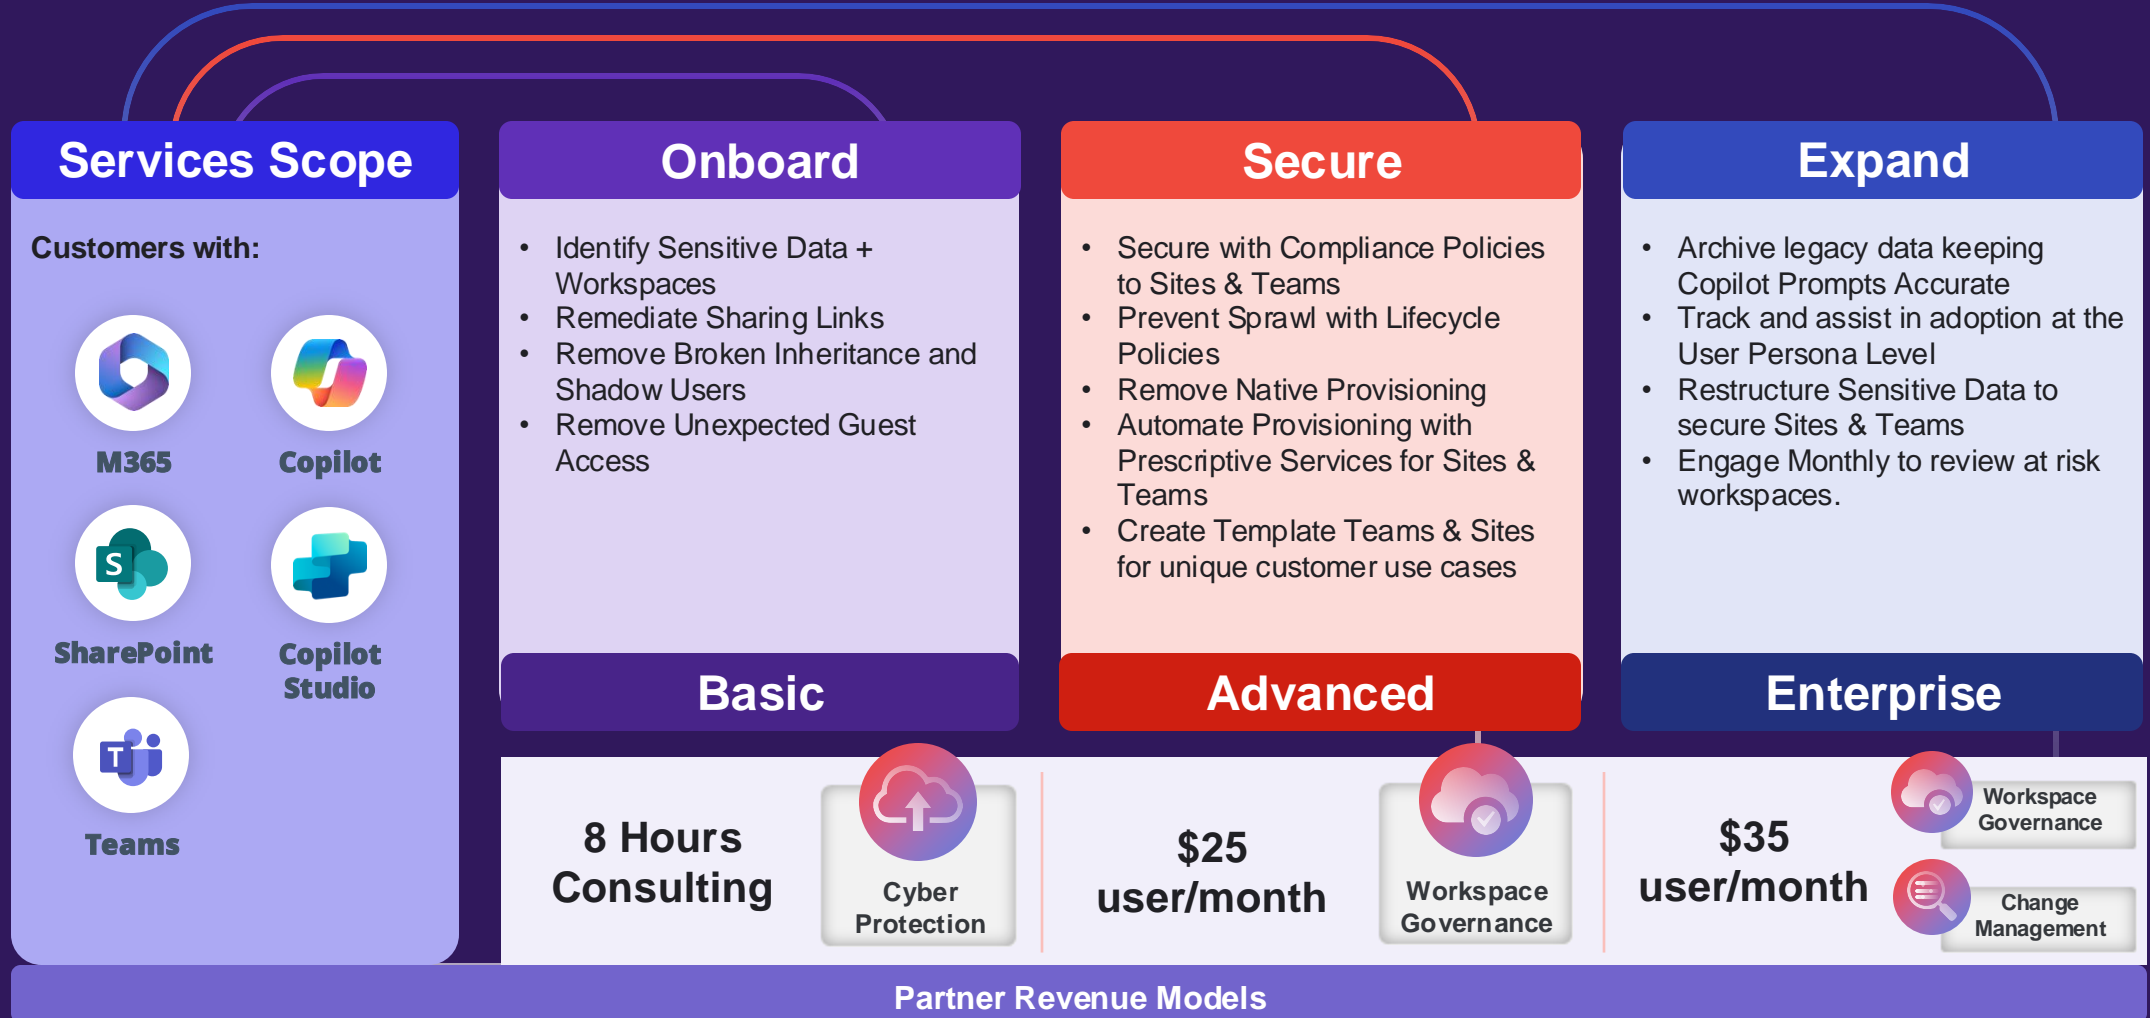 Services Scope
Customers with:
M365
Copilot
S
SharePoint
Copilot
Studio
T
Teams
Onboard
• Identify Sensitive Data +
Workspaces
• Remediate Sharing Links
• Remove Broken Inheritance and
Shadow Users
• Remove Unexpected Guest
Access
Basic
8 Hours
Consulting
Cyber
Protection
Secure
• Secure with Compliance Policies
to Sites & Teams
• Prevent Sprawl with Lifecycle
Policies
• Remove Native Provisioning
• Automate Provisioning with
Prescriptive Services for Sites &
Teams
• Create Template Teams & Sites
for unique customer use cases
Advanced
$25
user/month
Workspace
Governance
Expand
• Archive legacy data keeping
Copilot Prompts Accurate
• Track and assist in adoption at the
User Persona Level
• Restructure Sensitive Data to
secure Sites & Teams
• Engage Monthly to review at risk
workspaces.
Enterprise
$35
user/month
Workspace
Governance
Change
Management
Partner Revenue Models